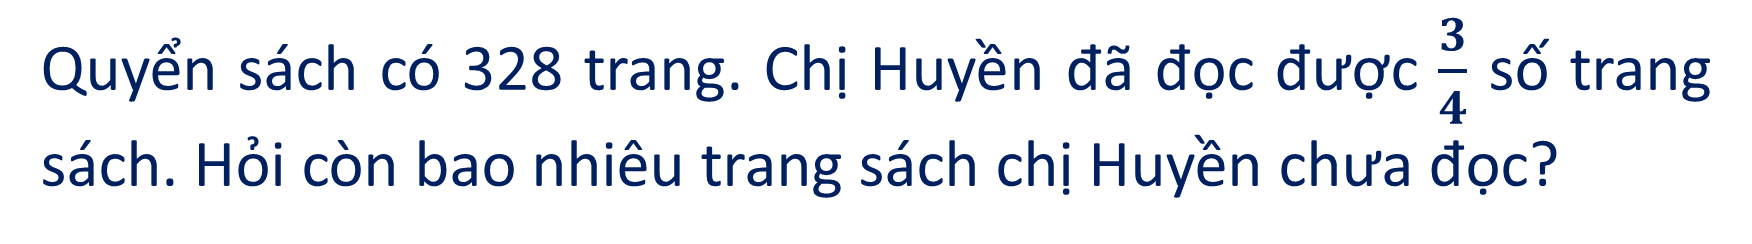 Quyển sách có 328 trang. Chị Huyền đã đọc được 3/4 số trang
sách. Hỏi còn bao nhiêu trang sách chị Huyền chưa đọc?